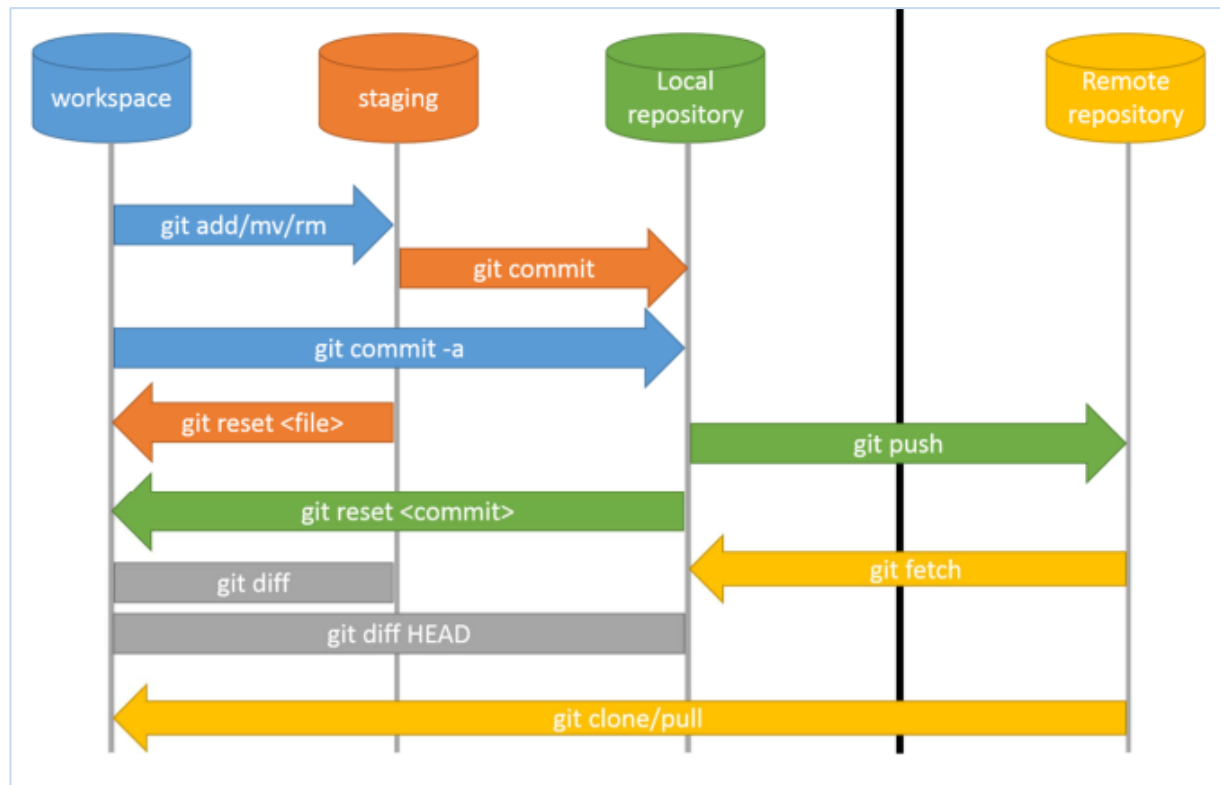 workspace
staging
Local
repository
Remote
repository
git add/mv/rm
git commit
git commit -a
git reset <file>
git push
git reset <commit>
git fetch
git diff
git diff HEAD
git clone/pull